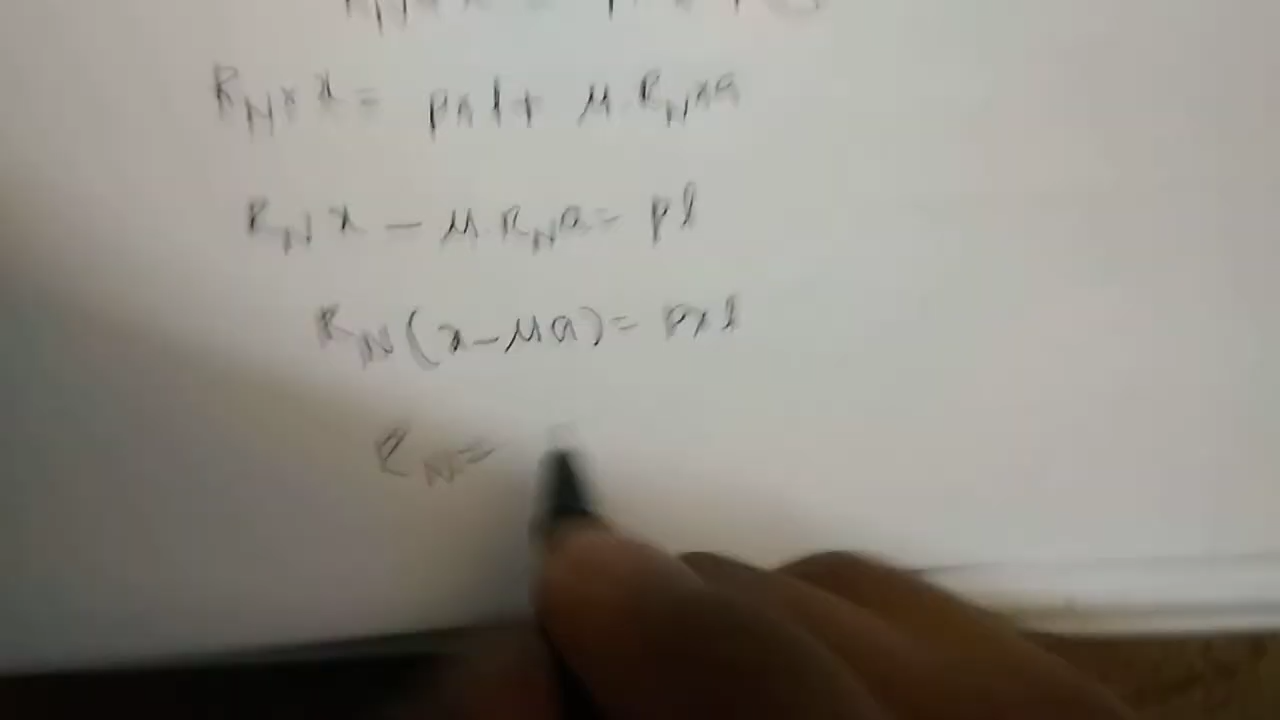 R_N × x = P × l + μ. R_N × a
R_N x − μ. R_N a = P l
R_N (x − μ a) = P × l
R_N =